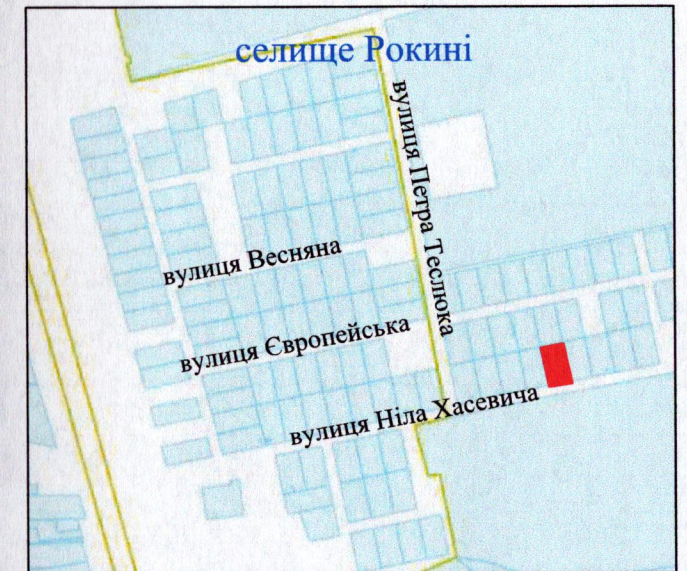 селище Рокині
вулиця Петра Теслюка
вулиця Весняна
вулиця Європейська
вулиця Ніла Хасевича